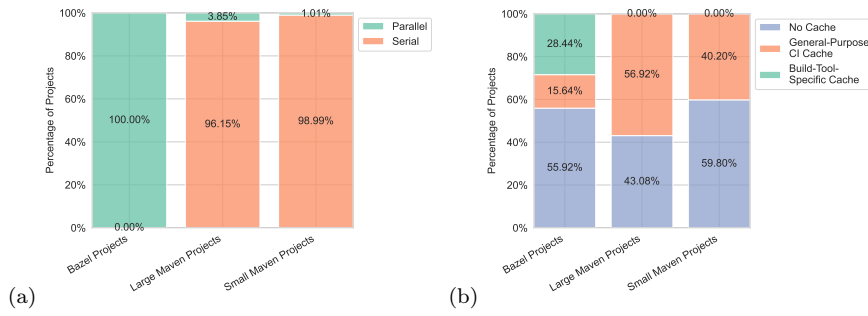 100%
80%
60%
40%
20%
0%
Percentage of Projects
3.85%
1.01%
100.00%
96.15%
98.99%
0.00%
Bazel Projects
Large Maven Projects
Small Maven Projects
Parallel
Serial
(a)
100%
80%
60%
40%
20%
0%
Percentage of Projects
0.00%
0.00%
28.44%
15.64%
56.92%
40.20%
55.92%
43.08%
59.80%
Bazel Projects
Large Maven Projects
Small Maven Projects
No Cache
General-Purpose
CI Cache
Build-Tool-
Specific Cache
(b)